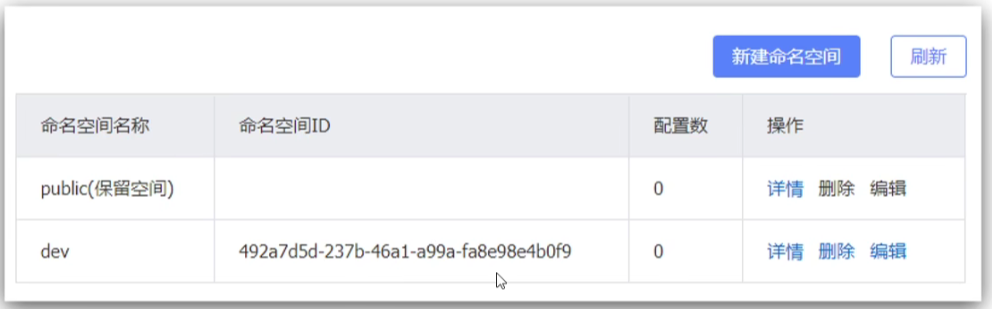 新建命名空间 刷新
命名空间名称 命名空间ID 配置数 操作
public(保留空间) 0 详情 删除 编辑
dev 492a7d5d-237b-46a1-a99a-fa8e98e4b0f9 0 详情 删除 编辑